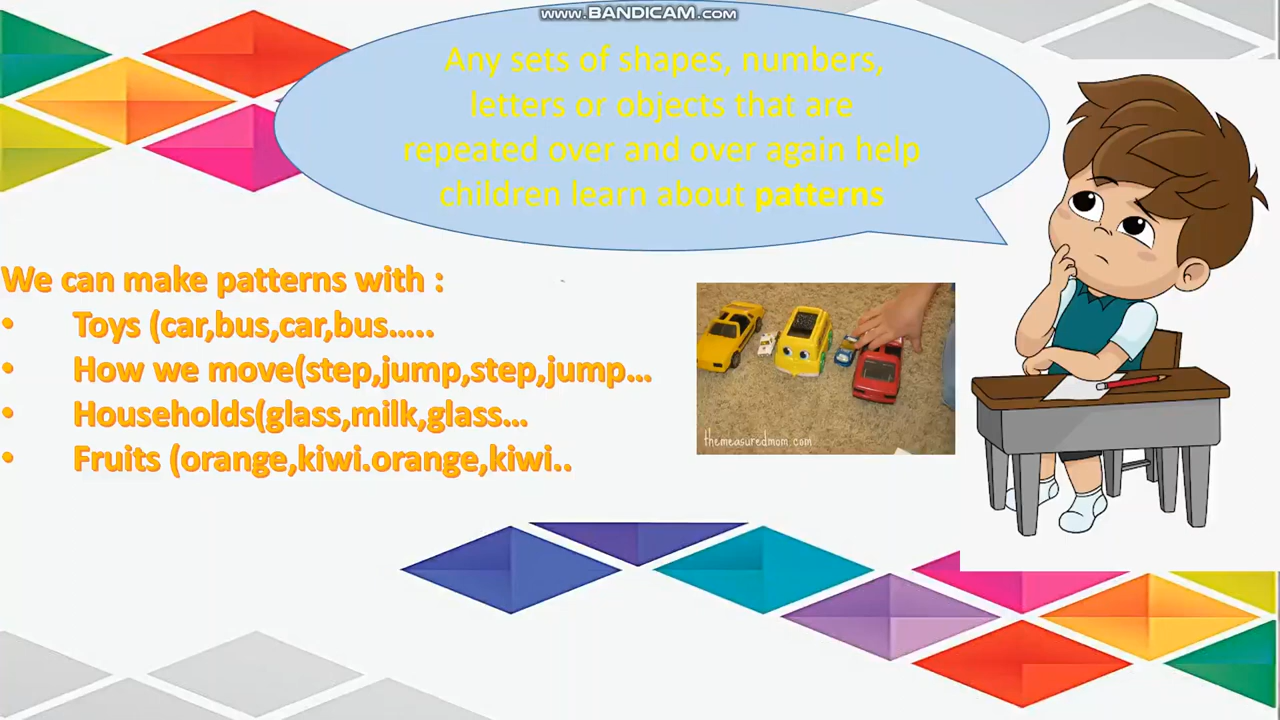 www.BANDICAM.com
Any sets of shapes, numbers,
letters or objects that are
repeated over and over again help
children learn about patterns
We can make patterns with :
• Toys (car,bus,car,bus…..
• How we move(step,jump,step,jump…
• Households(glass,milk,glass…
• Fruits (orange,kiwi.orange,kiwi..
themeasuredmom.com